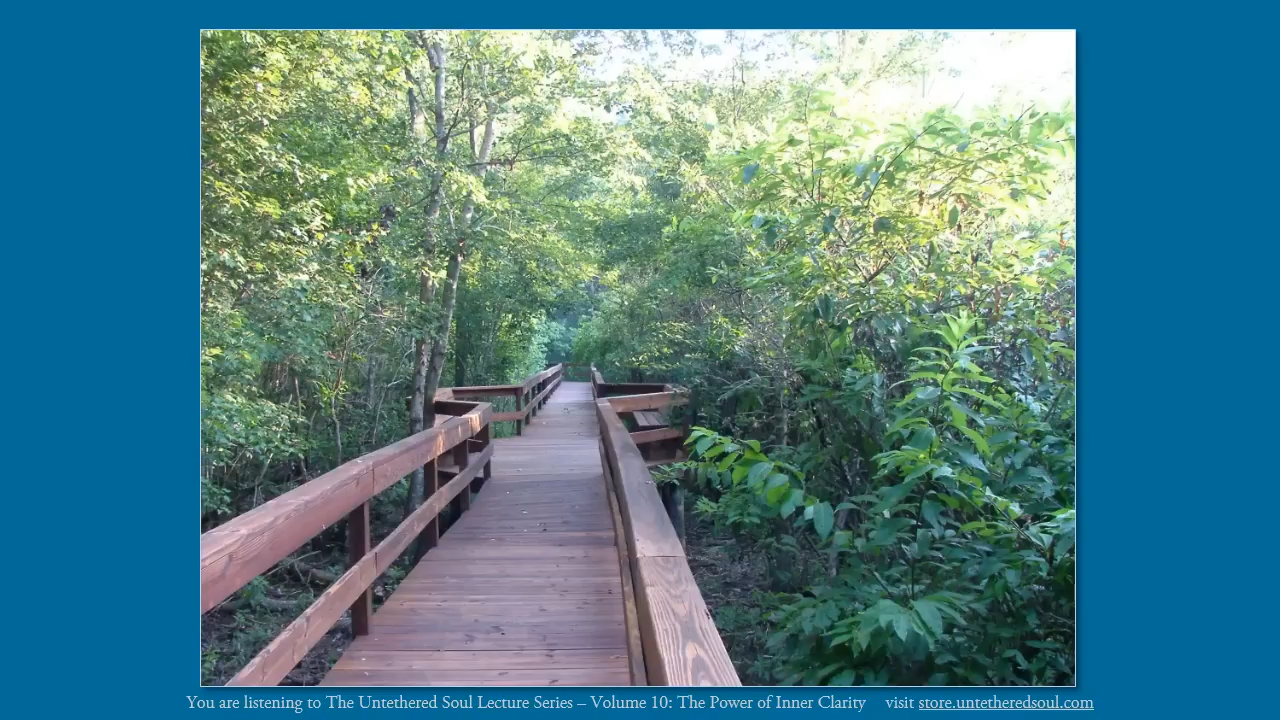 You are listening to The Untethered Soul Lecture Series – Volume 10: The Power of Inner Clarity visit store.untetheredsoul.com